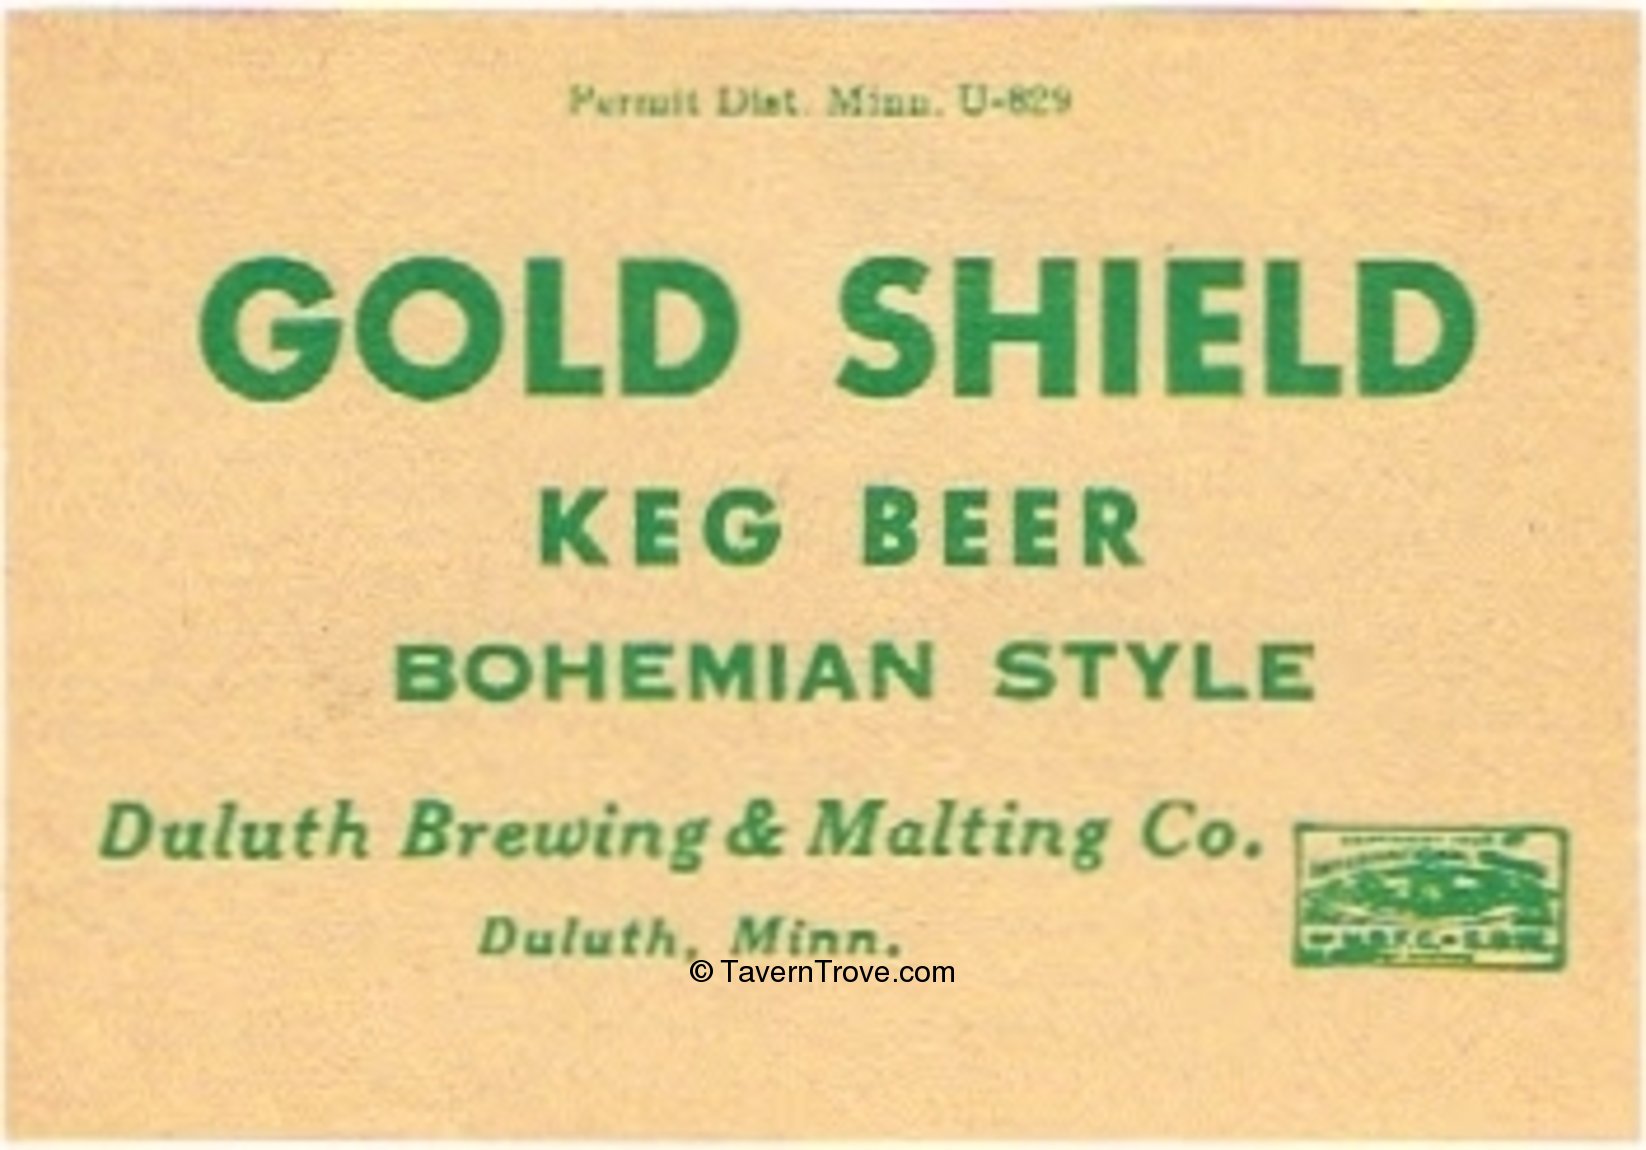 Permit Dist. Minn. U-829
GOLD SHIELD
KEG BEER
BOHEMIAN STYLE
Duluth Brewing & Malting Co.
Duluth, Minn.
© TavernTrove.com